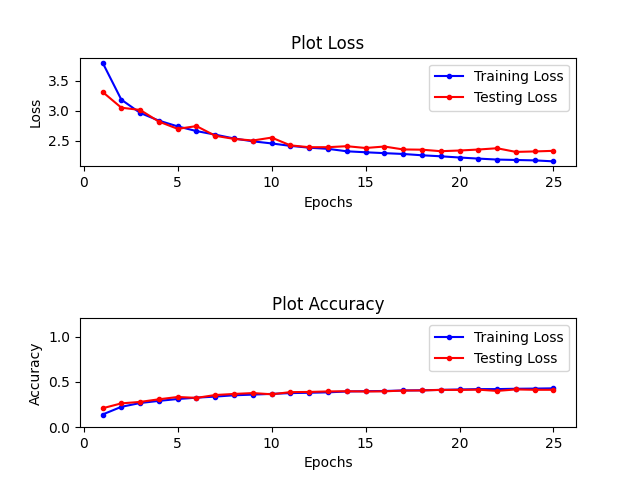 Plot Loss
3.5
3.0
2.5
Loss
Training Loss
Testing Loss
0 5 10 15 20 25
Epochs
Plot Accuracy
1.0
0.5
0.0
Accuracy
Training Loss
Testing Loss
0 5 10 15 20 25
Epochs